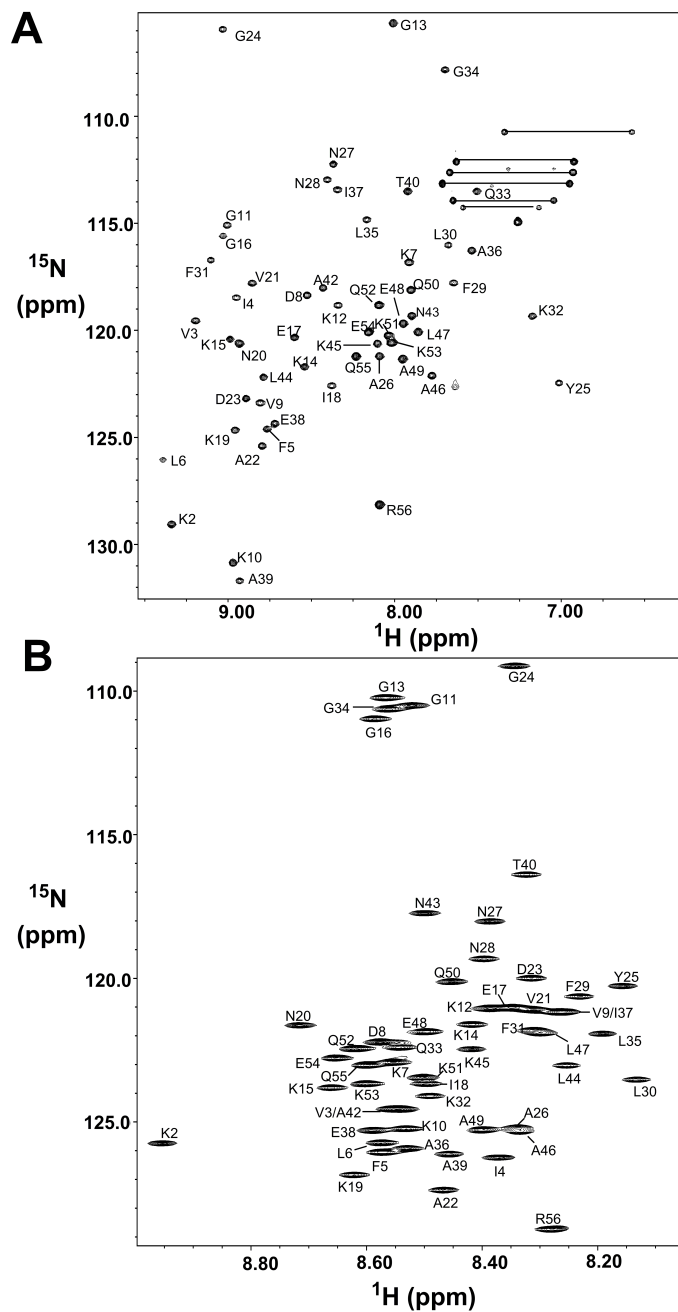 A
G24
G13
G34
110.0
N27
N28
I37
T40
Q33
115.0
G11
G16
L35
L30
A36
15N
(ppm)
F31
V21
A42
K7
F29
I4
D8
Q52
E48
Q50
K12
N43
K32
V3
120.0
E17
E54
K51
L47
K15
N20
K45
K53
K14
Q55
A26
A49
L44
I18
A46
Y25
D23
V9
E38
125.0
K19
F5
A22
L6
K2
R56
130.0
K10
A39
9.00
8.00
7.00
1H (ppm)
B
G24
110.0
G13
G34
G11
G16
115.0
T40
15N
(ppm)
N43
N27
N28
D23
120.0
Q50
F29
Y25
E17
K12
V21
V9/I37
N20
D8
E48
K14
F31
Q52
Q33
L47
L35
E54
K45
Q55
K7
K51
L44
K15
K53
I18
L30
K32
V3/A42
125.0
K2
E38
K10
A49
A26
L6
A36
A46
F5
A39
I4
K19
A22
R56
8.80
8.60
8.40
8.20
1H (ppm)